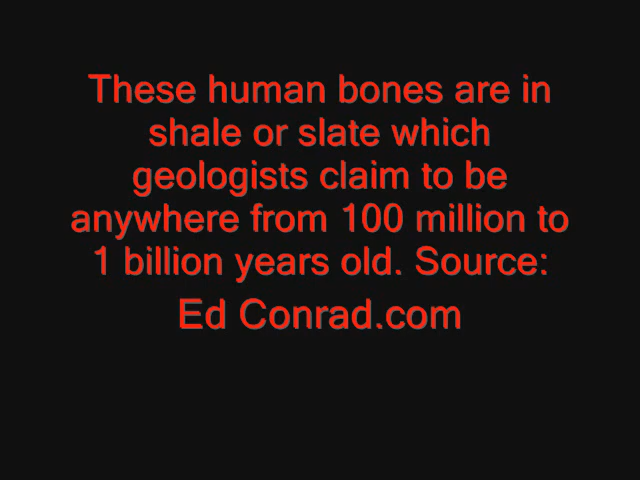 These human bones are in
shale or slate which
geologists claim to be
anywhere from 100 million to
1 billion years old. Source:
Ed Conrad.com